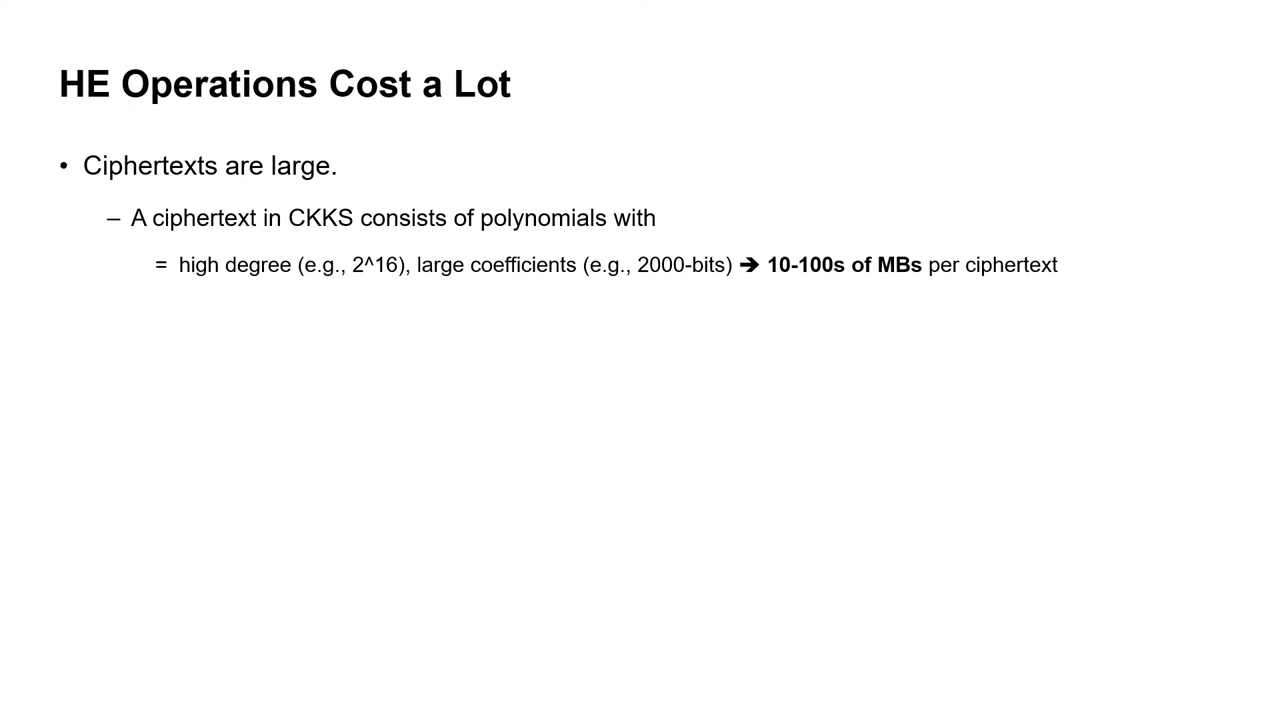 HE Operations Cost a Lot
• Ciphertexts are large.
– A ciphertext in CKKS consists of polynomials with
= high degree (e.g., 2^16), large coefficients (e.g., 2000-bits) ➔ 10-100s of MBs per ciphertext